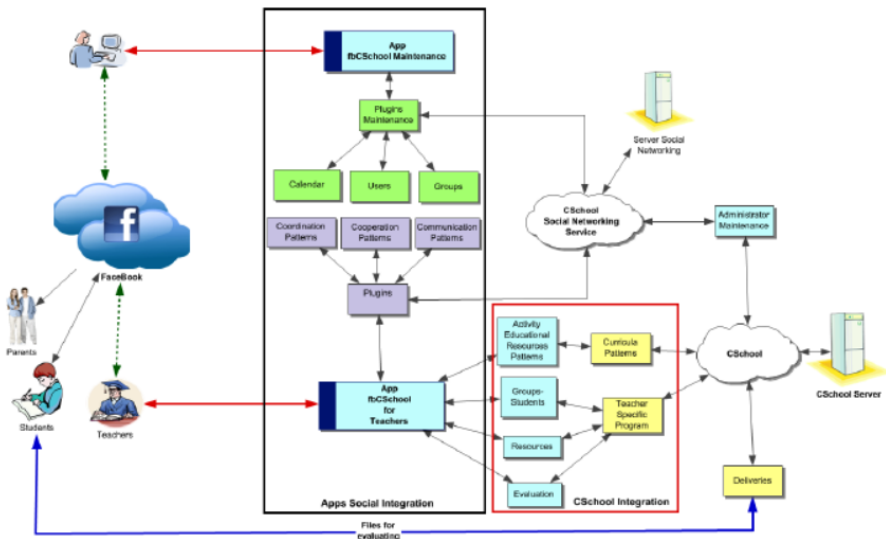 App
fbCSchool Maintenance
Plugins
Maintenance
Calendar
Users
Groups
Server Social
Networking
CSchool
Social Networking
Service
Administrator
Maintenance
Coordination
Patterns
Cooperation
Patterns
Communication
Patterns
Plugins
f
FaceBook
Parents
Students
Teachers
App
fbCSchool
for
Teachers
Activity
Educational
Resources
Patterns
Curricula
Patterns
Groups-
Students
Teacher
Specific
Program
Resources
Evaluation
CSchool
CSchool Server
Deliveries
Apps Social Integration
CSchool Integration
Files for
evaluating